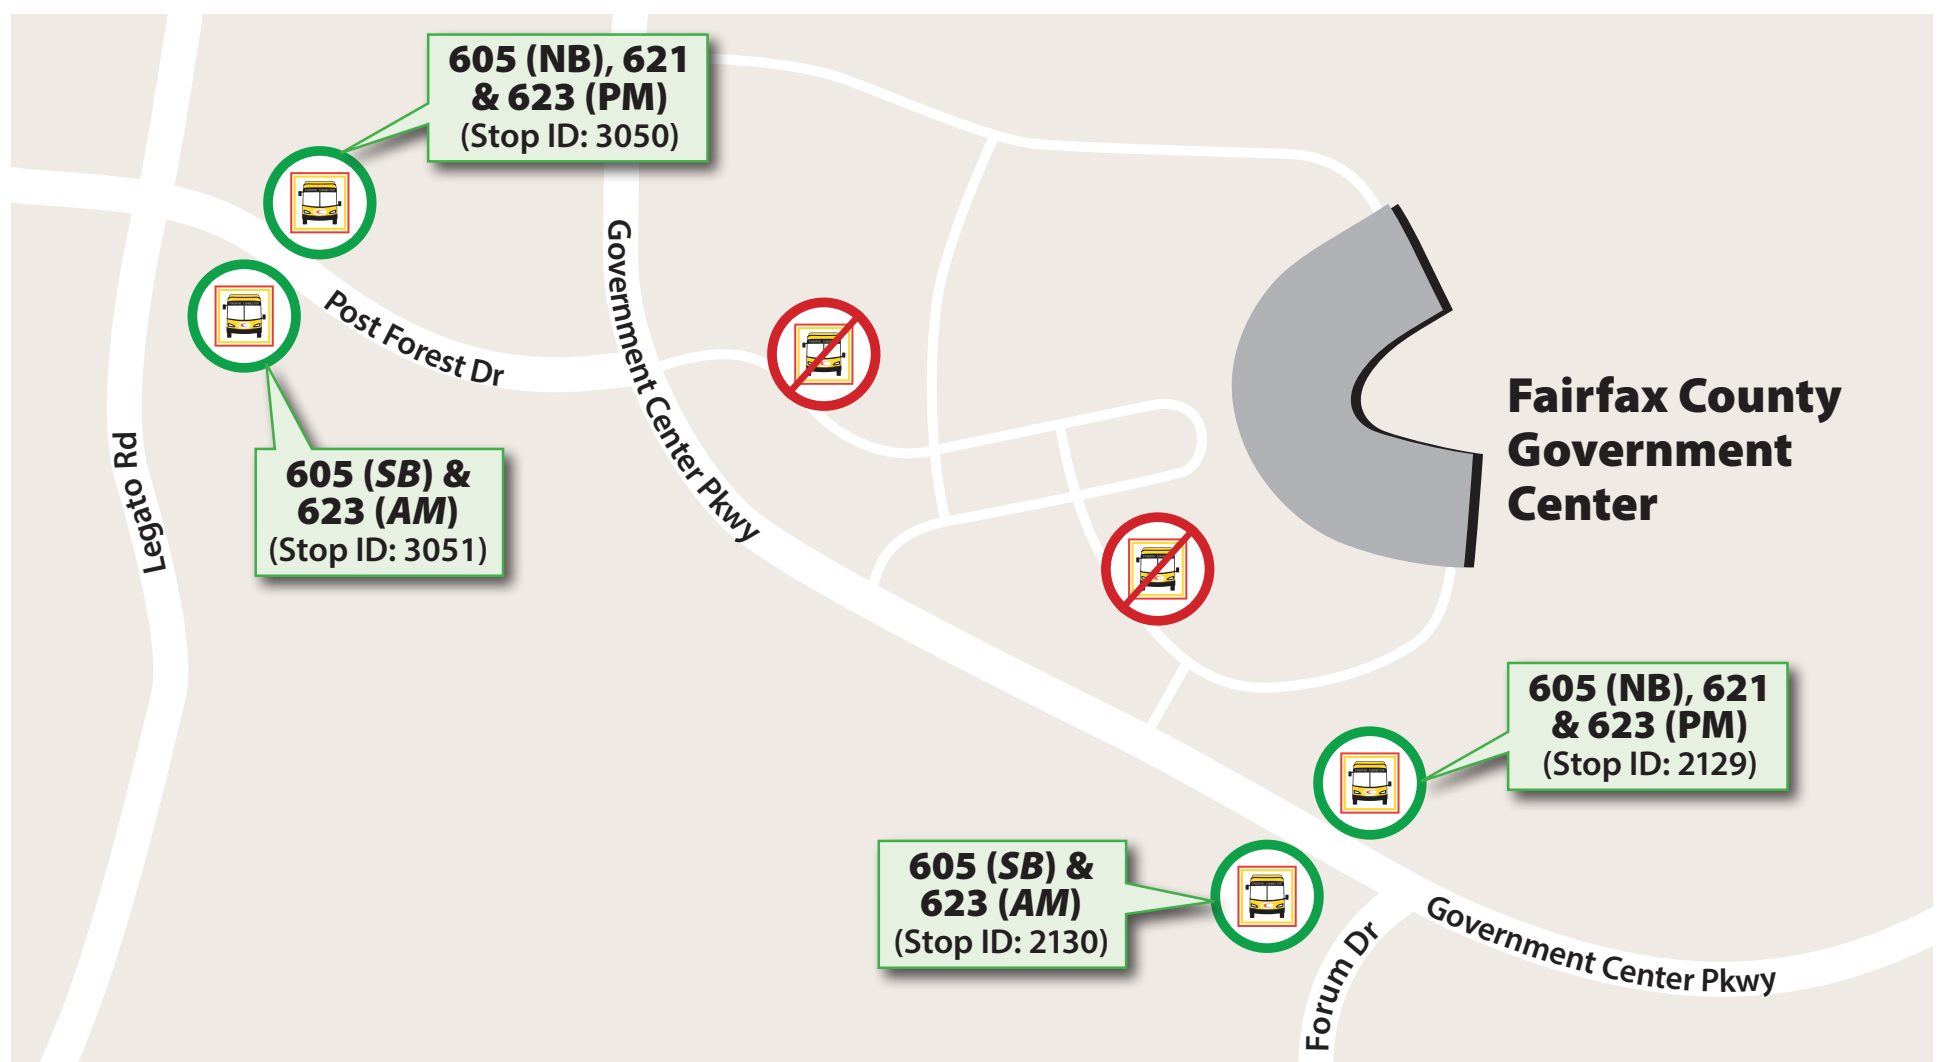 605 (NB), 621
& 623 (PM)
(Stop ID: 3050)
Government Center Pkwy
Post Forest Dr
Legato Rd
605 (SB) &
623 (AM)
(Stop ID: 3051)
Fairfax County
Government
Center
605 (NB), 621
& 623 (PM)
(Stop ID: 2129)
605 (SB) &
623 (AM)
(Stop ID: 2130)
Forum Dr
Government Center Pkwy